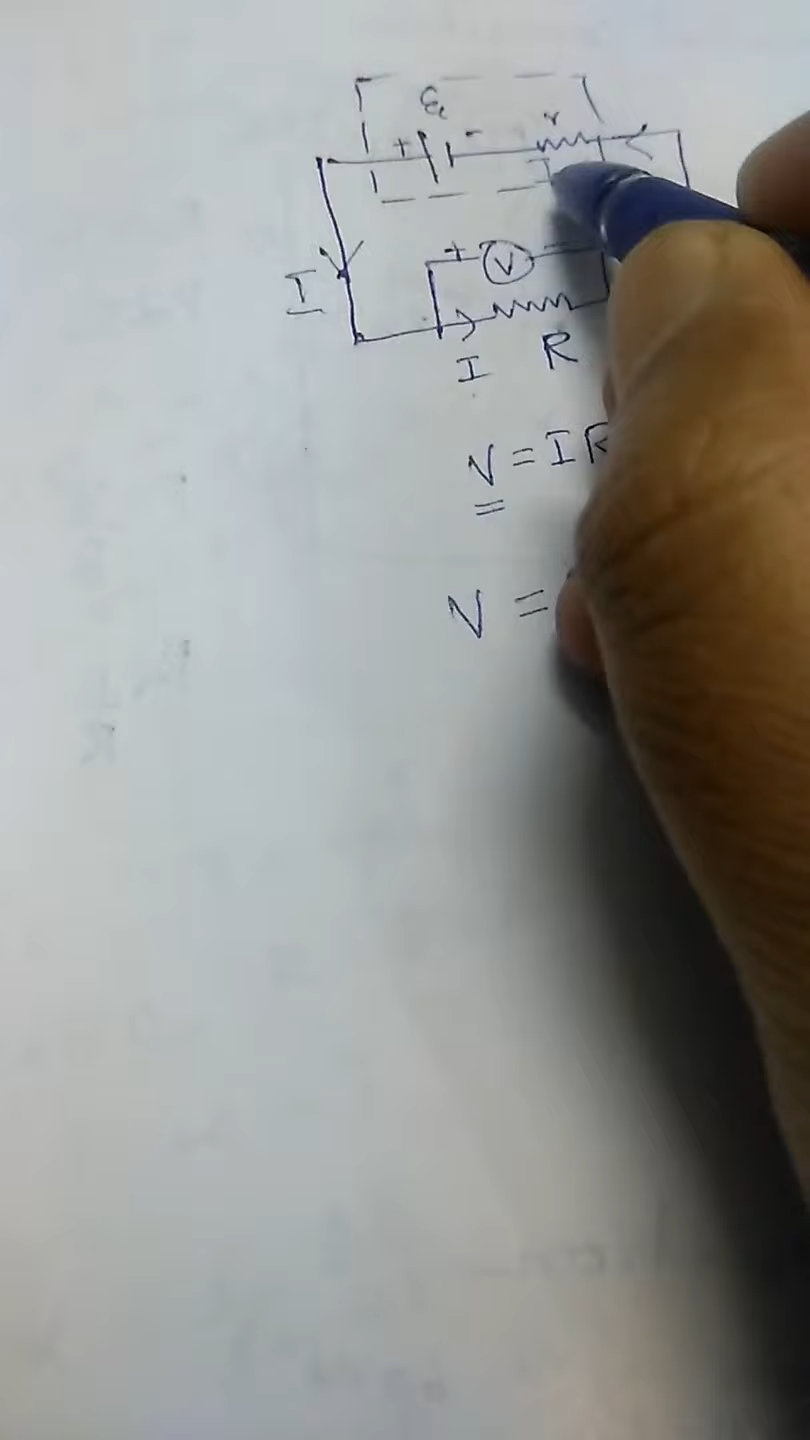 ε r
+ -
I
+ V -
I R
V = IR
V =